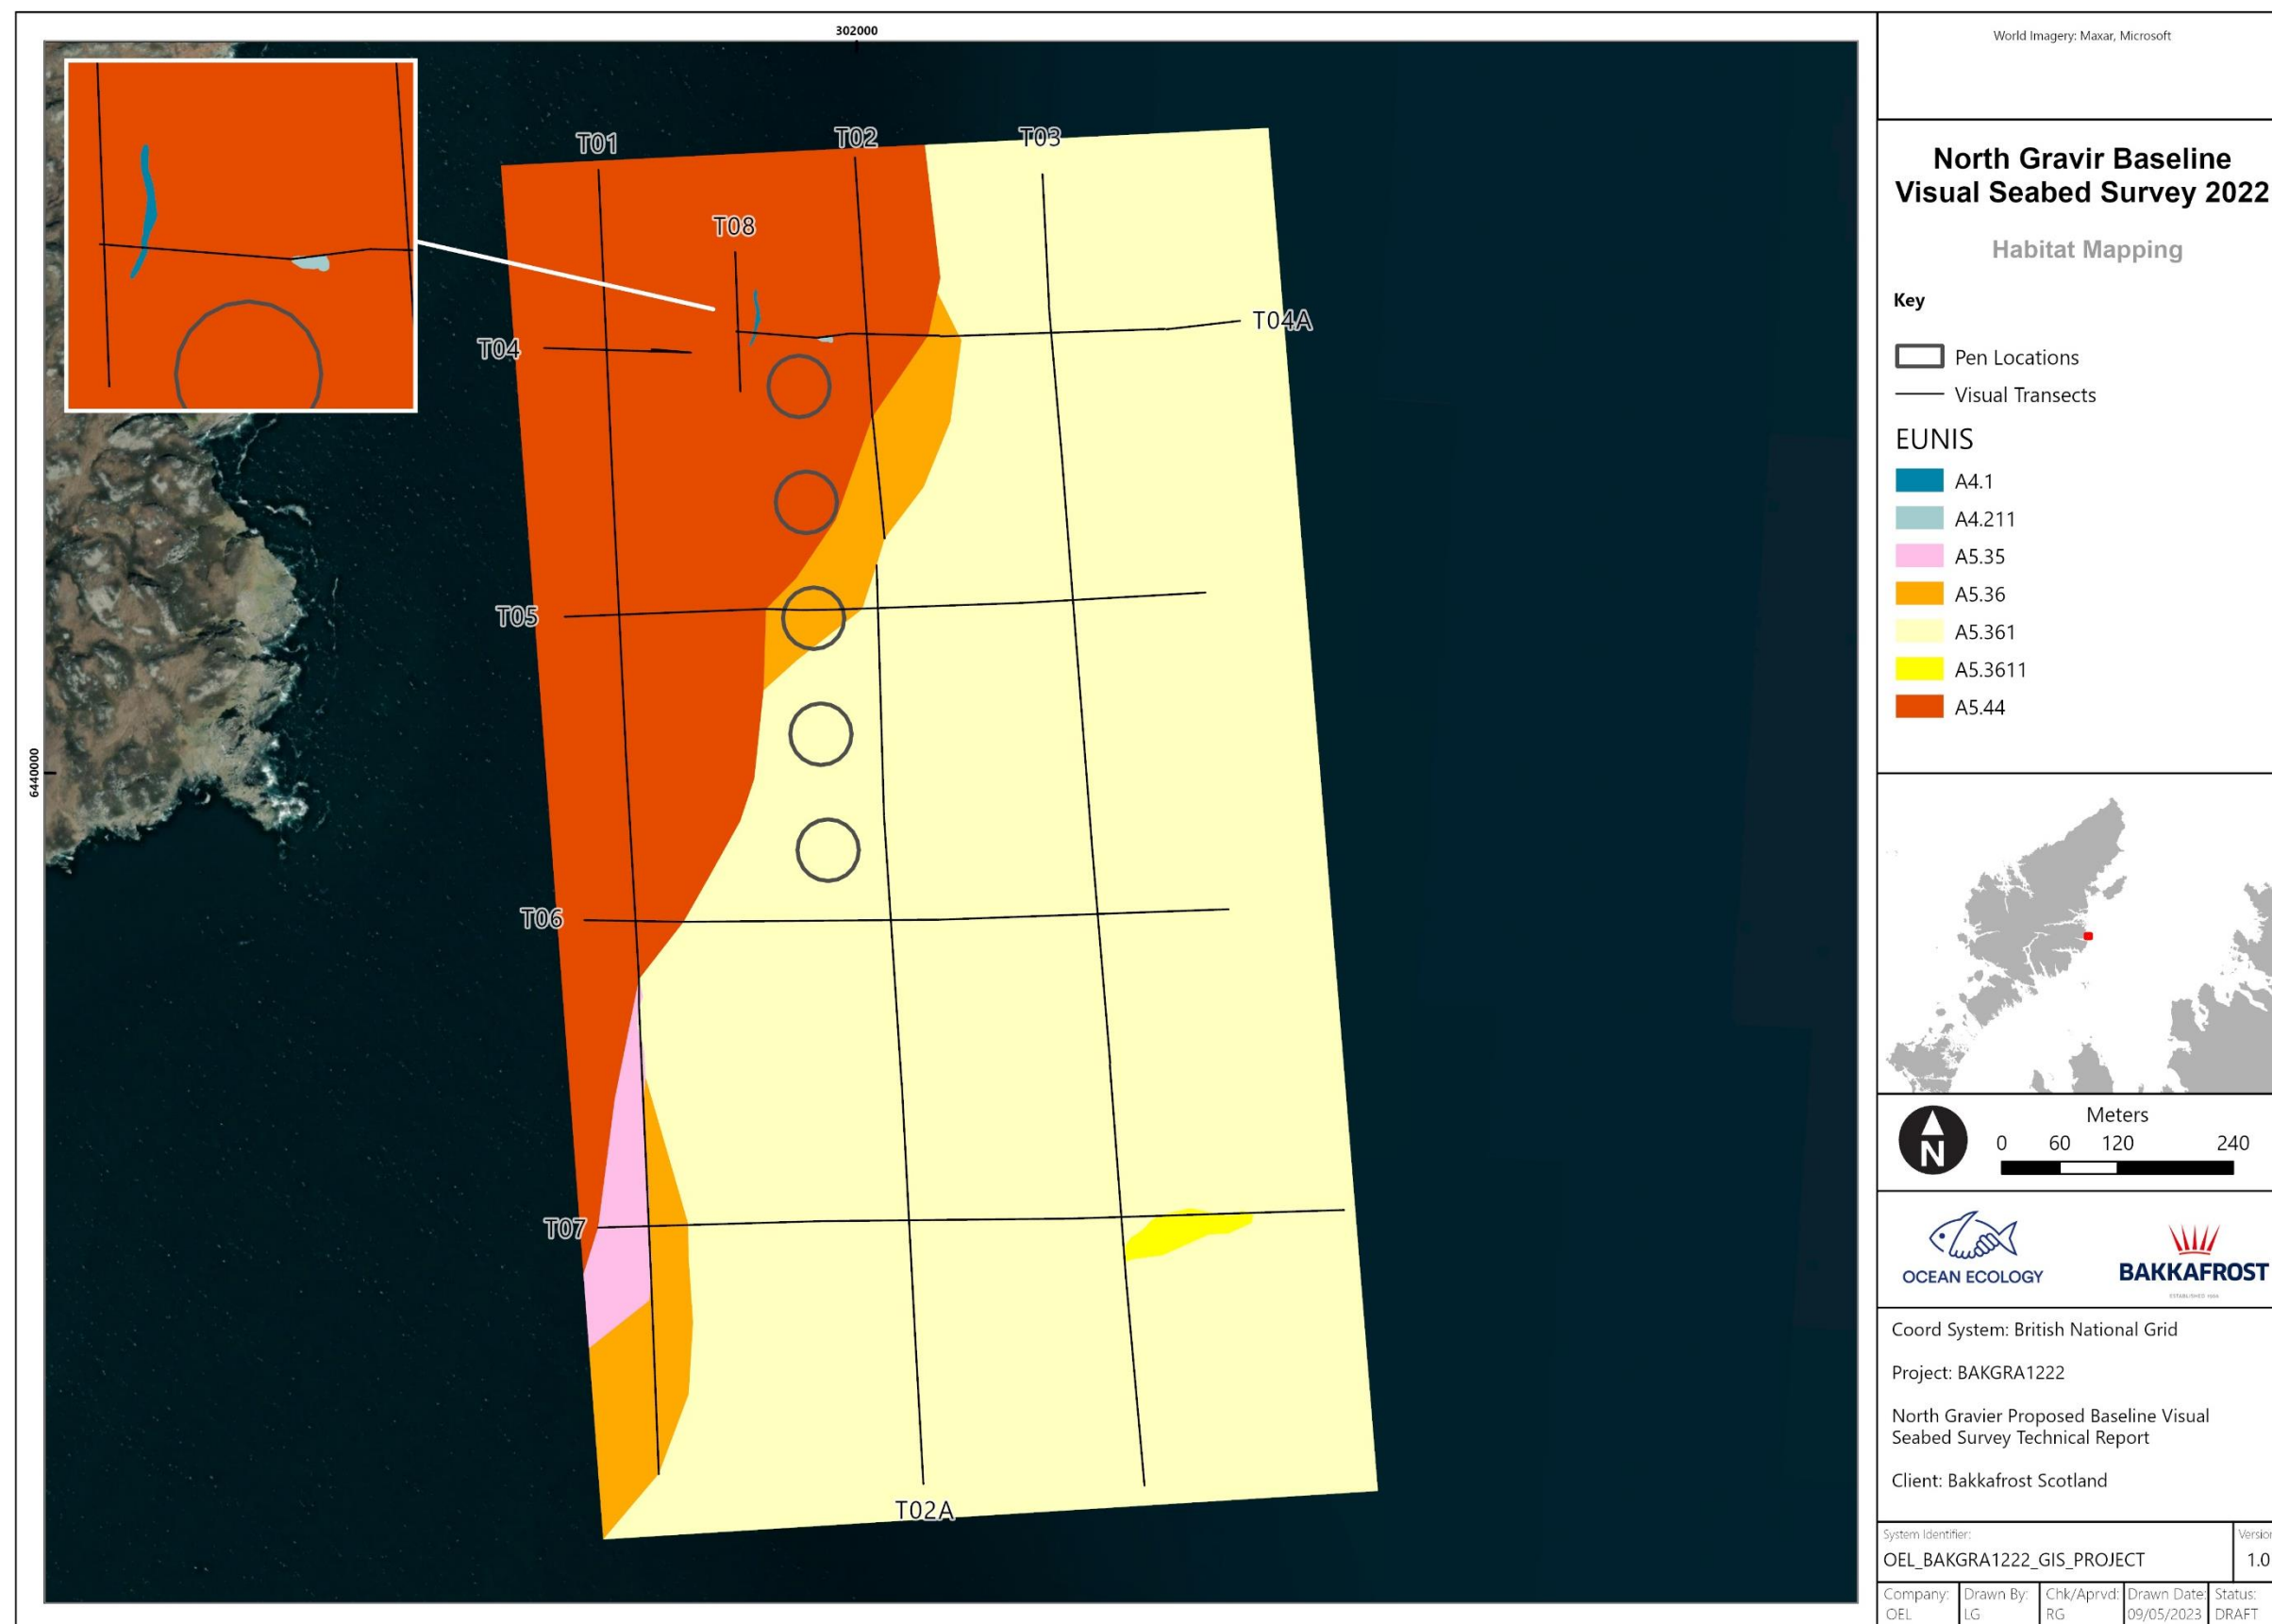 302000
6440000
T01
T02
T03
T08
T04A
T04
T05
T06
T07
T02A
World Imagery: Maxar, Microsoft
North Gravir Baseline
Visual Seabed Survey 2022
Habitat Mapping
Key
Pen Locations
Visual Transects
EUNIS
A4.1
A4.211
A5.35
A5.36
A5.361
A5.3611
A5.44
N
Meters
0 60 120 240
OCEAN ECOLOGY
BAKKAFROST
Coord System: British National Grid
Project: BAKGRA1222
North Gravier Proposed Baseline Visual
Seabed Survey Technical Report
Client: Bakkafrost Scotland
System Identifier:
OEL_BAKGRA1222_GIS_PROJECT
Version
1.0
Company: Drawn By: Chk/Aprvd: Drawn Date: Status:
OEL LG RG 09/05/2023 DRAFT